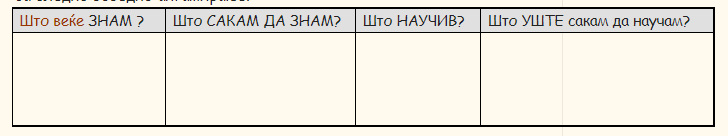 Што веќе ЗНАМ ?
Што САКАМ ДА ЗНАМ?
Што НАУЧИВ?
Што УШТЕ сакам да научам?